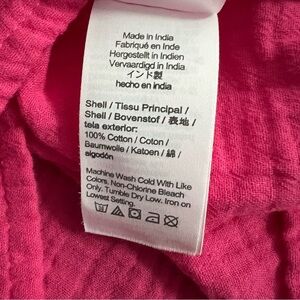 Made in India
Fabriqué en Inde
Hergestellt in Indien
Vervaardigd in India
インド製
hecho en india
Shell / Tissu Principal /
Shell / Bovenstof / 表地 /
tela exterior:
100% Cotton / Coton /
Baumwolle / Katoen / 綿 /
algodón
Machine Wash Cold With Like
Colors. Non-Chlorine Bleach
Only. Tumble Dry Low. Iron on
Lowest Setting.